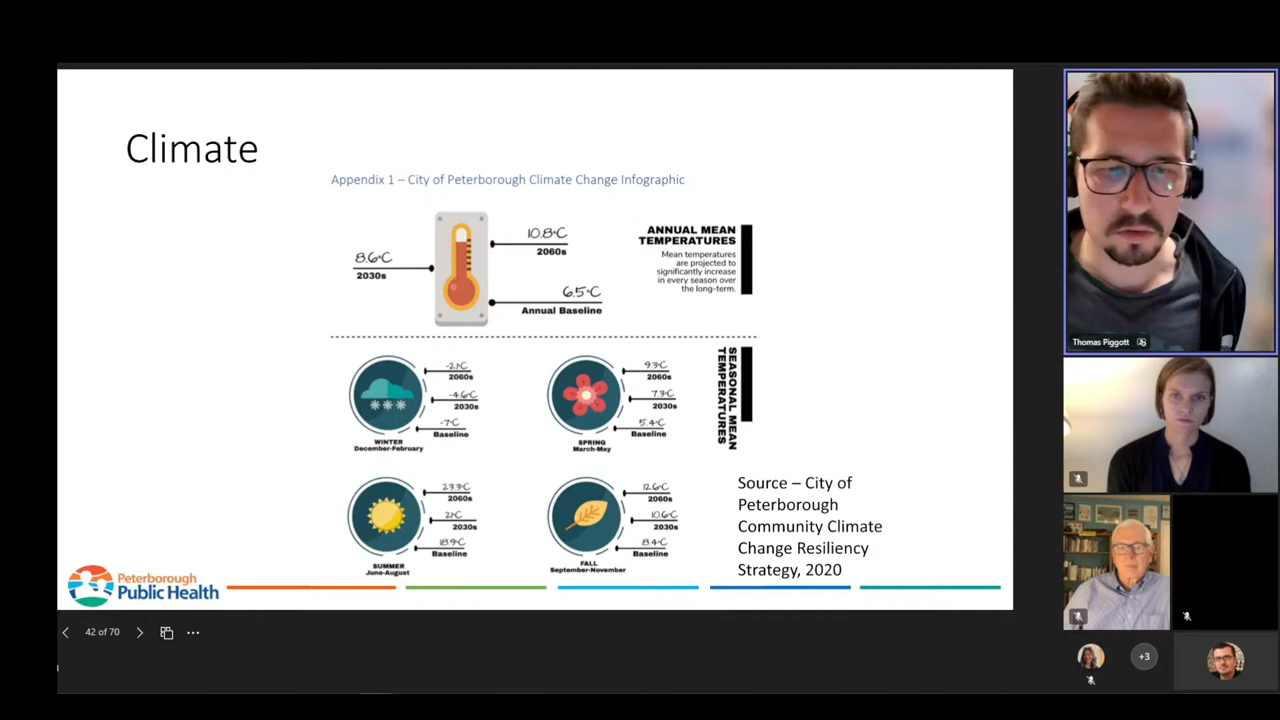 Climate
Appendix 1 – City of Peterborough Climate Change Infographic
8.6°C
2030s
10.8°C
2060s
6.5°C
Annual Baseline
ANNUAL MEAN
TEMPERATURES
Mean temperatures
are projected to
significantly increase
in every season over
the long-term.
SEASONAL MEAN
TEMPERATURES
-2.1°C
2060s
-4.6°C
2030s
-7°C
Baseline
WINTER
December-February
9.3°C
2060s
7.3°C
2030s
5.4°C
Baseline
SPRING
March-May
23.3°C
2060s
21°C
2030s
18.9°C
Baseline
SUMMER
June-August
12.6°C
2060s
10.6°C
2030s
8.4°C
Baseline
FALL
September-November
Source – City of
Peterborough
Community Climate
Change Resiliency
Strategy, 2020
Peterborough
Public Health
42 of 70
Thomas Piggott
+3